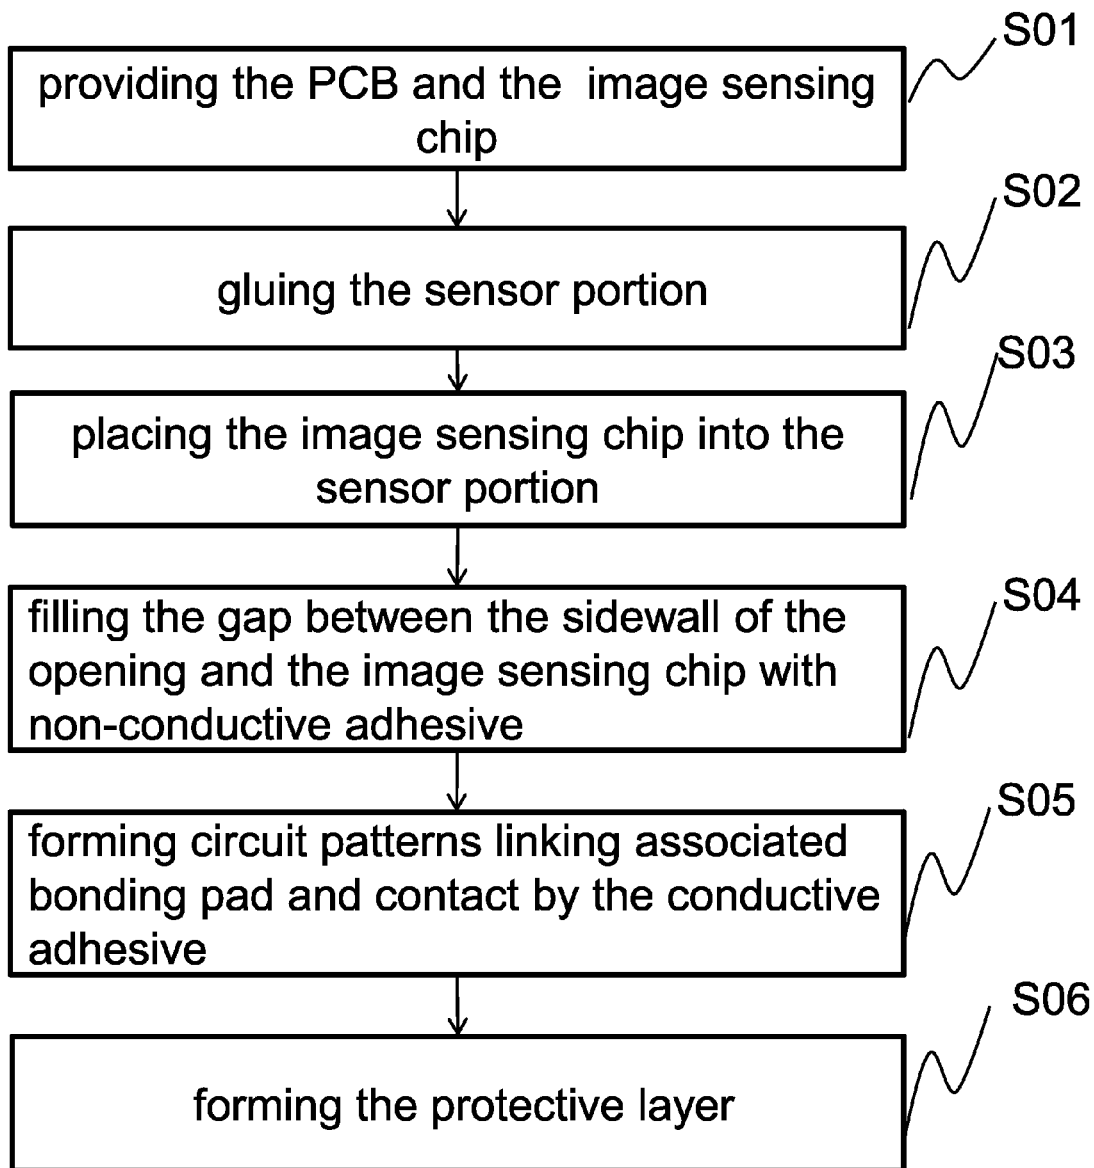 S01
providing the PCB and the image sensing
chip
S02
gluing the sensor portion
S03
placing the image sensing chip into the
sensor portion
S04
filling the gap between the sidewall of the
opening and the image sensing chip with
non-conductive adhesive
S05
forming circuit patterns linking associated
bonding pad and contact by the conductive
adhesive
S06
forming the protective layer